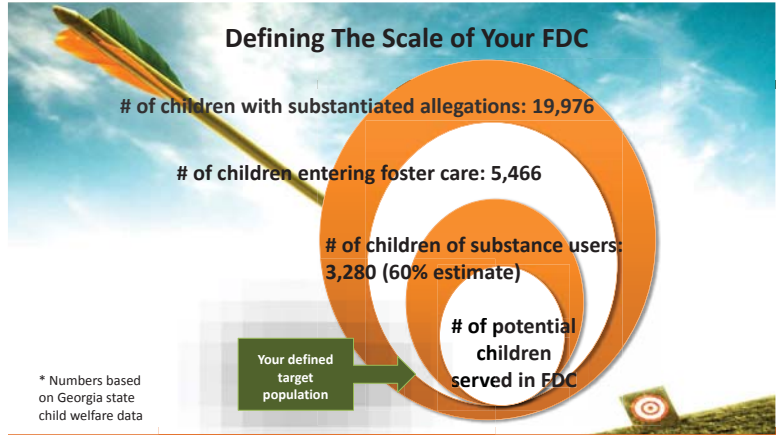 Defining The Scale of Your FDC
# of children with substantiated allegations: 19,976
# of children entering foster care: 5,466
# of children of substance users:
3,280 (60% estimate)
# of potential
children
served in FDC
Your defined
target
population
* Numbers based
on Georgia state
child welfare data